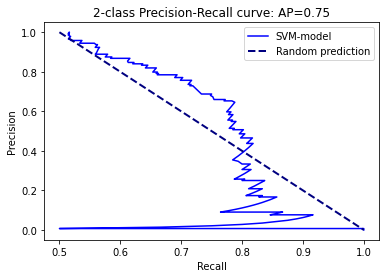 2-class Precision-Recall curve: AP=0.75
SVM-model
Random prediction
Precision
1.0
0.8
0.6
0.4
0.2
0.0
0.5 0.6 0.7 0.8 0.9 1.0
Recall